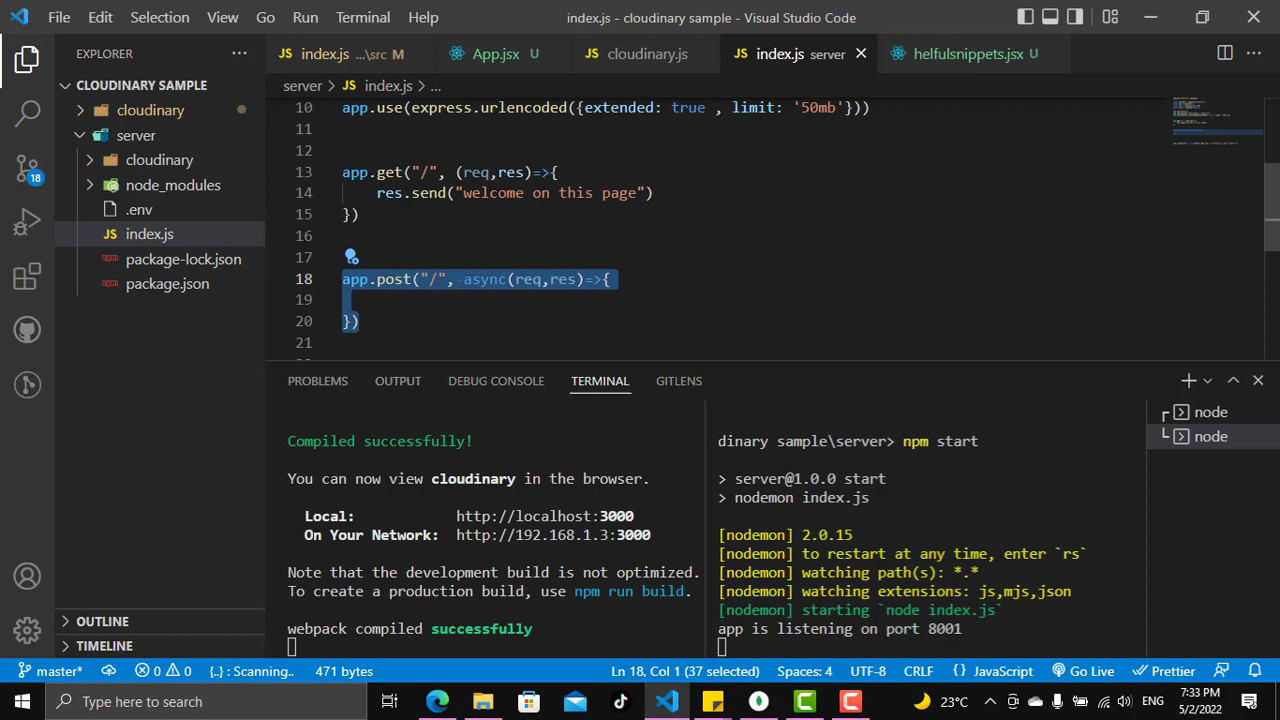 File Edit Selection View Go Run Terminal Help index.js - cloudinary sample - Visual Studio Code
EXPLORER
CLOUDINARY SAMPLE
cloudinary
server
cloudinary
node_modules
.env
JS index.js
package-lock.json
package.json
OUTLINE
TIMELINE
18
JS index.js ...\src M App.jsx U JS cloudinary.js JS index.js server helfulsnippets.jsx U
server > JS index.js > ...
10 app.use(express.urlencoded({extended: true , limit: '50mb'}))
11
12
13 app.get("/", (req,res)=>{
14 res.send("welcome on this page")
15 })
16
17
18 app.post("/", async(req,res)=>{
19
20 })
21
PROBLEMS OUTPUT DEBUG CONSOLE TERMINAL GITLENS
Compiled successfully!
You can now view cloudinary in the browser.
Local: http://localhost:3000
On Your Network: http://192.168.1.3:3000
Note that the development build is not optimized.
To create a production build, use npm run build.
webpack compiled successfully
dinary sample\server> npm start
> server@1.0.0 start
> nodemon index.js
[nodemon] 2.0.15
[nodemon] to restart at any time, enter `rs`
[nodemon] watching path(s): *.*
[nodemon] watching extensions: js,mjs,json
[nodemon] starting `node index.js`
app is listening on port 8001
node
node
master* 0 0 {..} : Scanning.. 471 bytes Ln 18, Col 1 (37 selected) Spaces: 4 UTF-8 CRLF {} JavaScript Go Live Prettier
Type here to search 23°C ENG 7:33 PM
5/2/2022